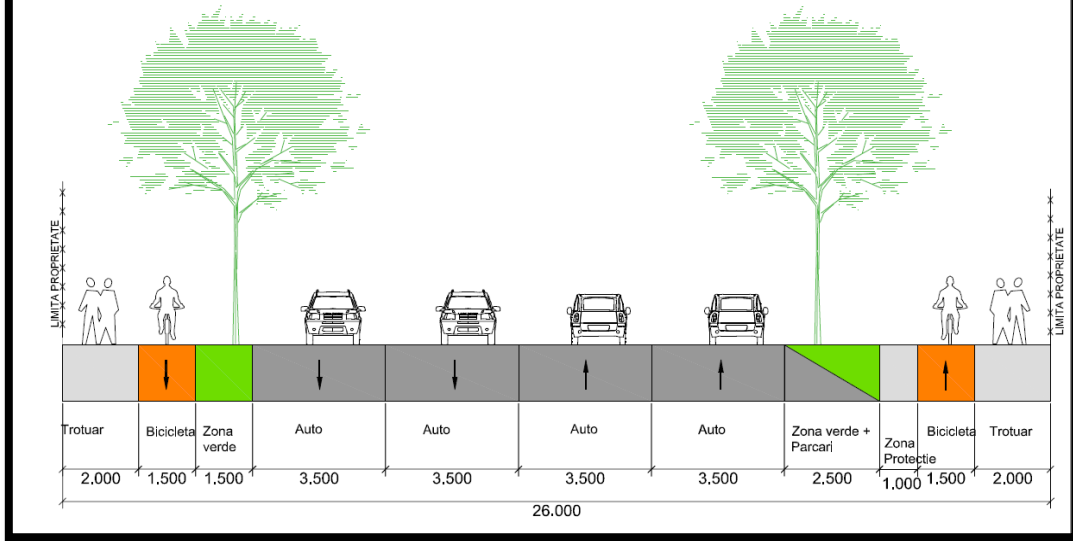 LIMITA PROPRIETATE
LIMITA PROPRIETATE
Trotuar
Bicicleta
Zona
verde
Auto
Auto
Auto
Auto
Zona verde +
Parcari
Zona
Protectie
Bicicleta
Trotuar
2,000
1.500
1.500
3.500
3.500
3.500
3.500
2.500
1.000
1.500
2.000
26.000